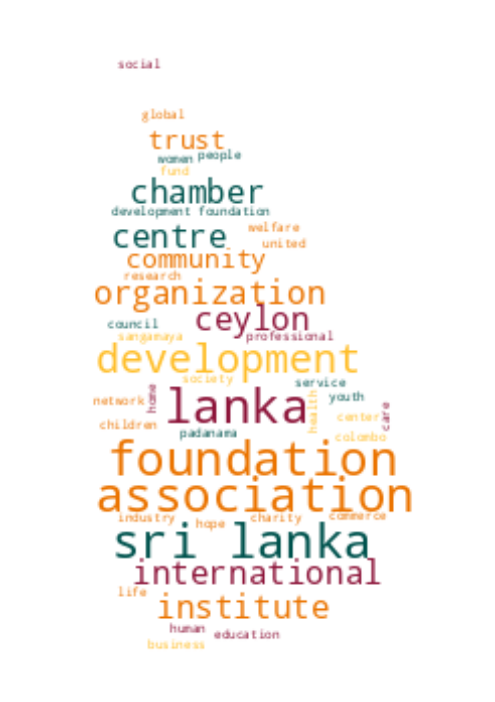 social
global
trust
women people
fund
chamber
development foundation
centre welfare
united
community
research
organization
ceylon
council
sangamaya professional
development
society service
network home lanka health youth
care
children center
padanama colombo
foundation
association
industry hope charity commerce
sri lanka
international
life
institute
human education
business